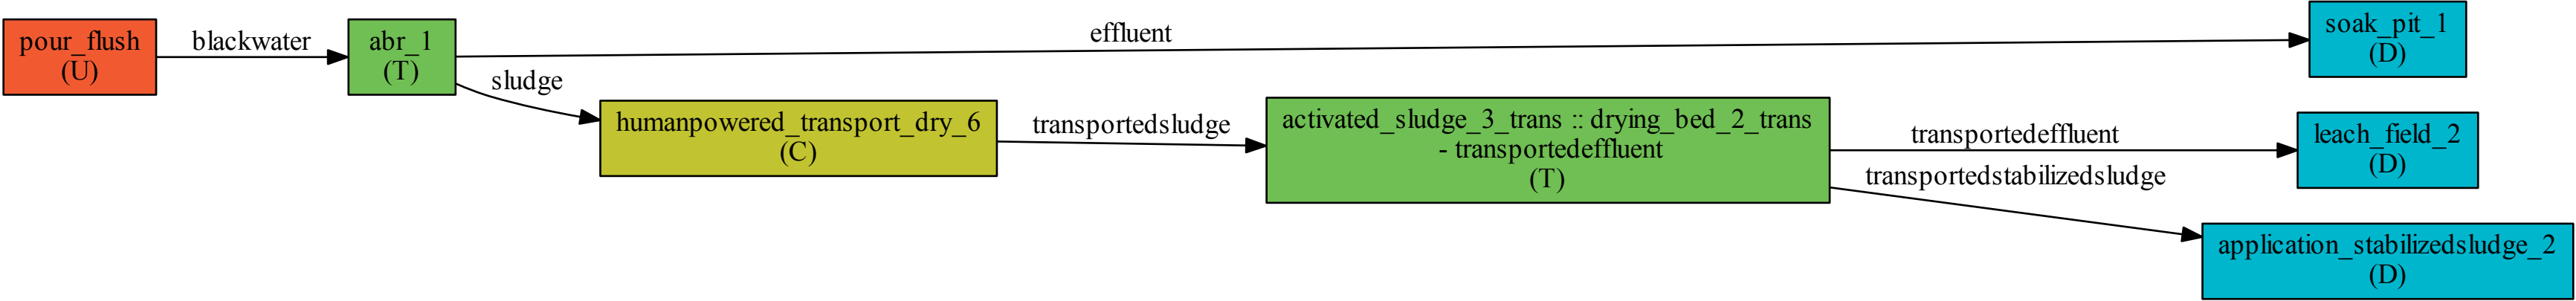 pour_flush
(U)
blackwater
abr_1
(T)
effluent
soak_pit_1
(D)
sludge
humanpowered_transport_dry_6
(C)
transportedsludge
activated_sludge_3_trans :: drying_bed_2_trans
- transportedeffluent
(T)
transportedeffluent
leach_field_2
(D)
transportedstabilizedsludge
application_stabilizedsludge_2
(D)